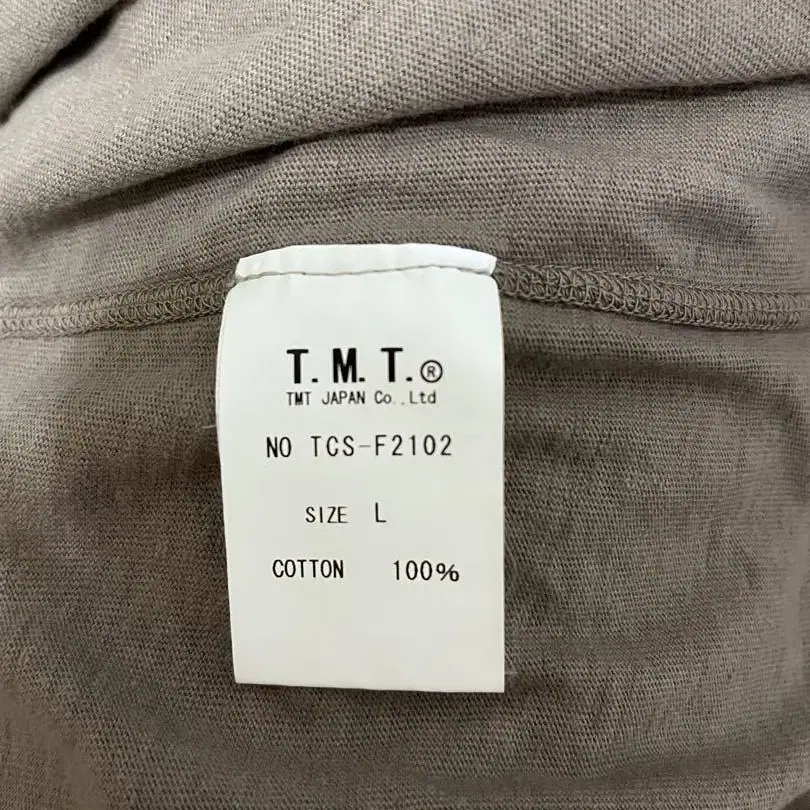 T.M.T.®
TMT JAPAN Co.,Ltd
NO TCS-F2102
SIZE L
COTTON 100%